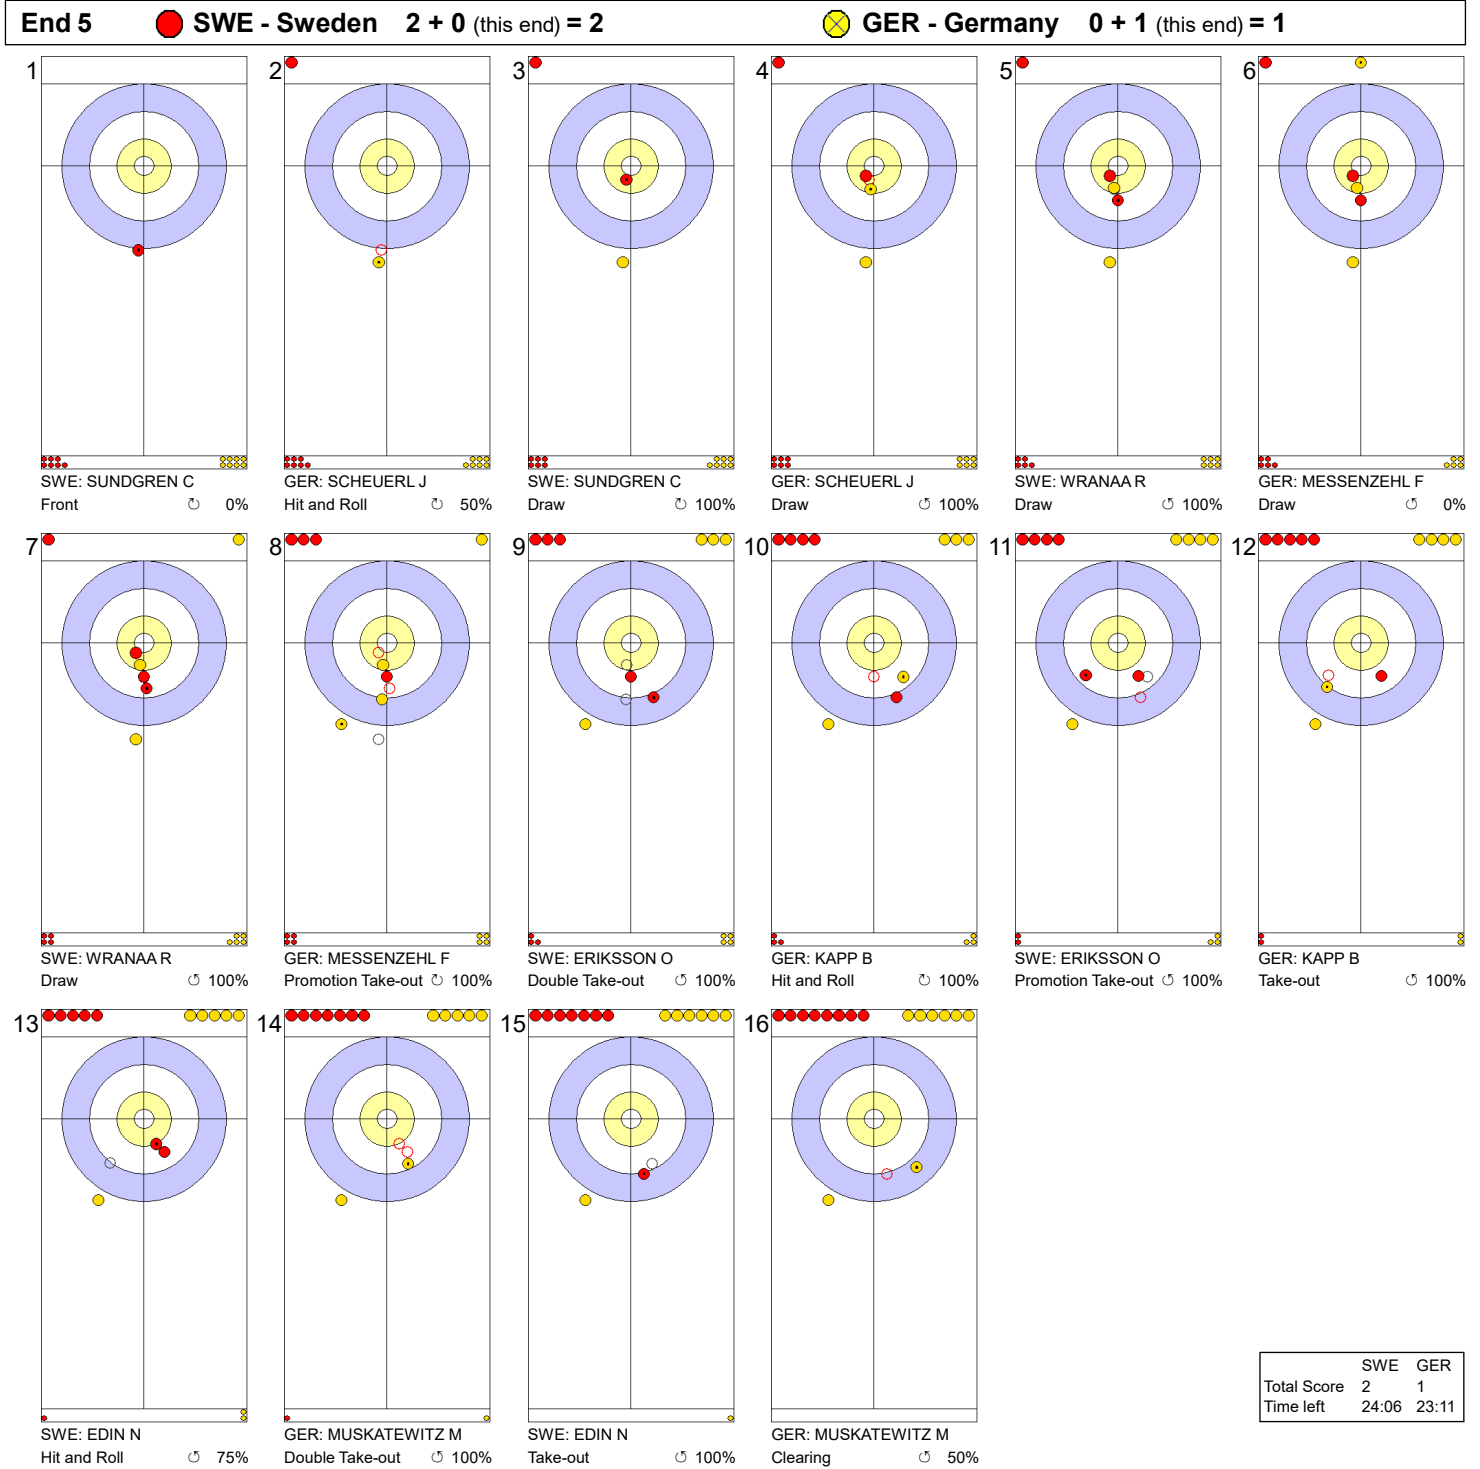 End 5 SWE - Sweden 2 + 0 (this end) = 2 GER - Germany 0 + 1 (this end) = 1
1 2 3 4 5 6
SWE: SUNDGREN C GER: SCHEUERL J SWE: SUNDGREN C GER: SCHEUERL J SWE: WRANAA R GER: MESSENZEHL F
Front ↻ 0% Hit and Roll ↻ 50% Draw ↻ 100% Draw ↺ 100% Draw ↺ 100% Draw ↺ 0%
7 8 9 10 11 12
SWE: WRANAA R GER: MESSENZEHL F SWE: ERIKSSON O GER: KAPP B SWE: ERIKSSON O GER: KAPP B
Draw ↺ 100% Promotion Take-out ↻ 100% Double Take-out ↺ 100% Hit and Roll ↻ 100% Promotion Take-out ↺ 100% Take-out ↺ 100%
13 14 15 16
SWE: EDIN N GER: MUSKATEWITZ M SWE: EDIN N GER: MUSKATEWITZ M
Hit and Roll ↺ 75% Double Take-out ↺ 100% Take-out ↺ 100% Clearing ↺ 50%
SWE GER
Total Score 2 1
Time left 24:06 23:11